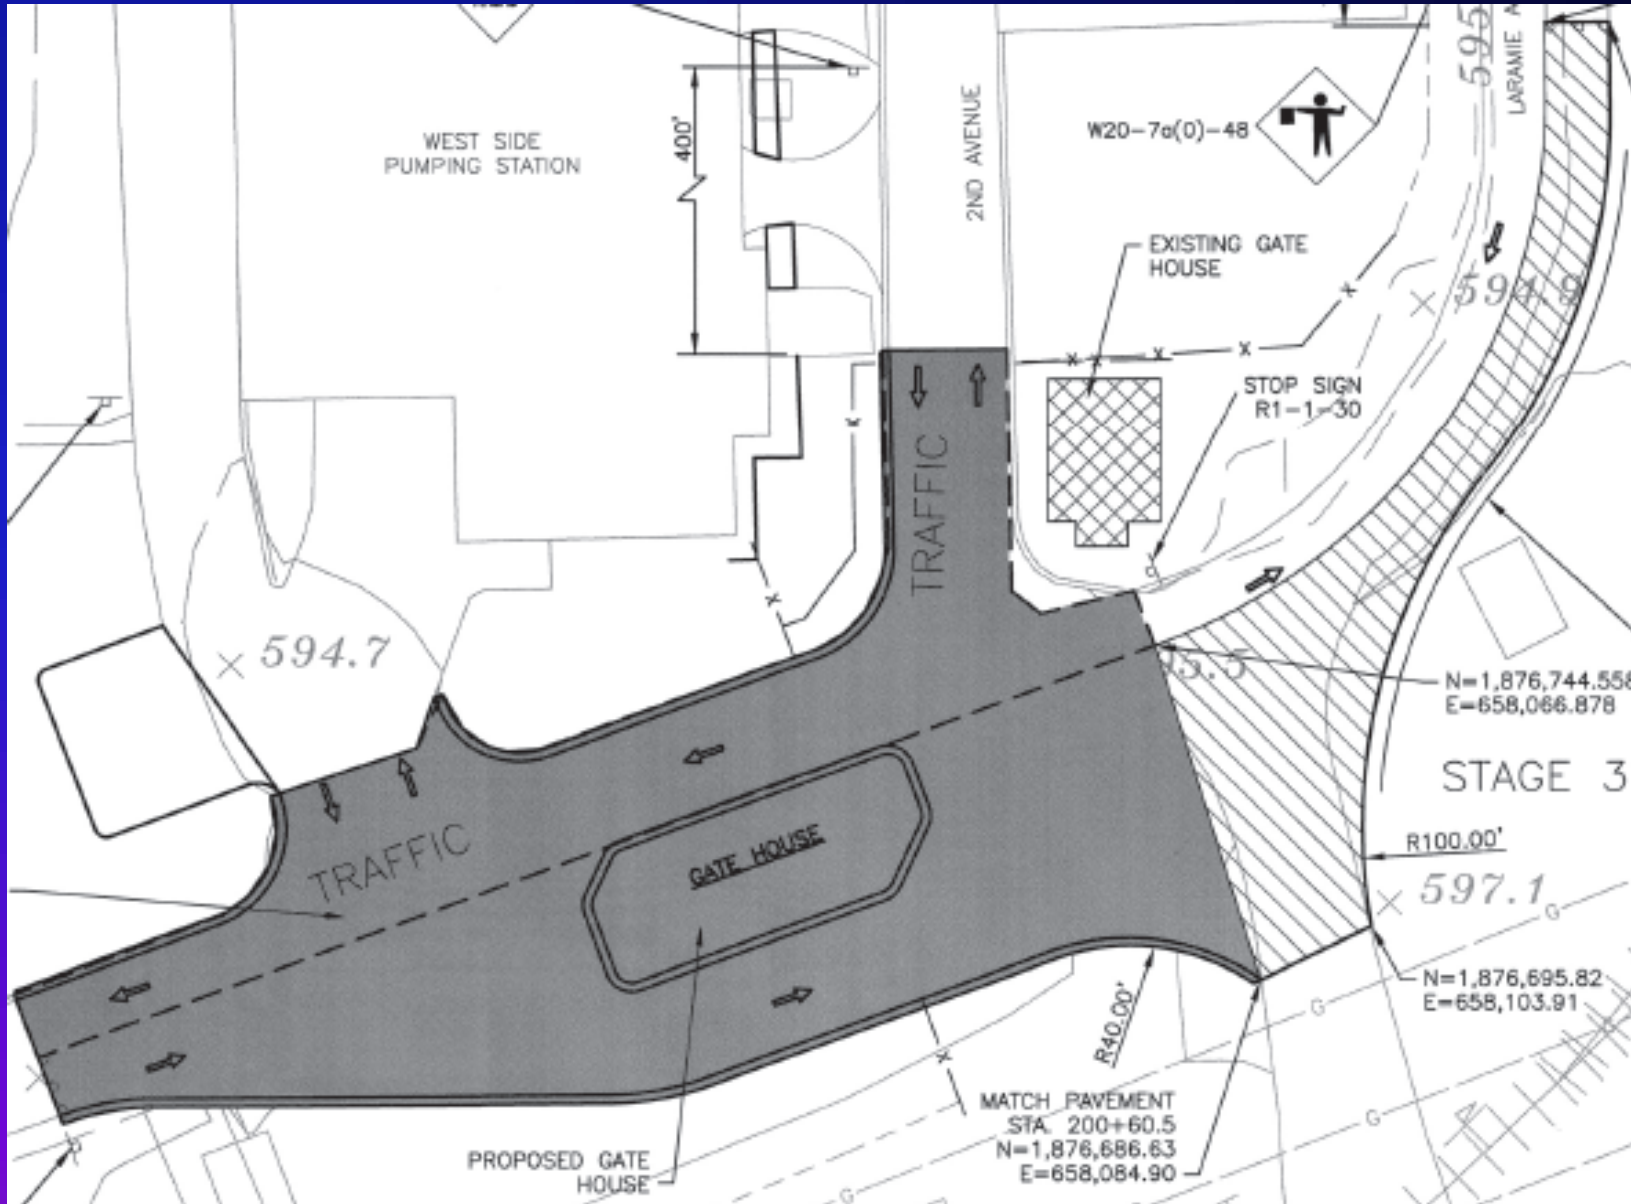 595
LARAMIE
2ND AVENUE
W20-7a(0)-48
WEST SIDE
PUMPING STATION
400'
EXISTING GATE
HOUSE
X
594.9
X
X
X
X
STOP SIGN
R1-1-30
X
TRAFFIC
X
594.7
95.5
N=1,876,744.558
E=658,066.878
STAGE 3
TRAFFIC
GATE HOUSE
R100.00'
597.1
G
N=1,876,695.82
E=658,103.91
G
R40.00'
X
MATCH PAVEMENT
STA. 200+60.5
N=1,876,686.63
E=658,084.90
G
PROPOSED GATE
HOUSE
G